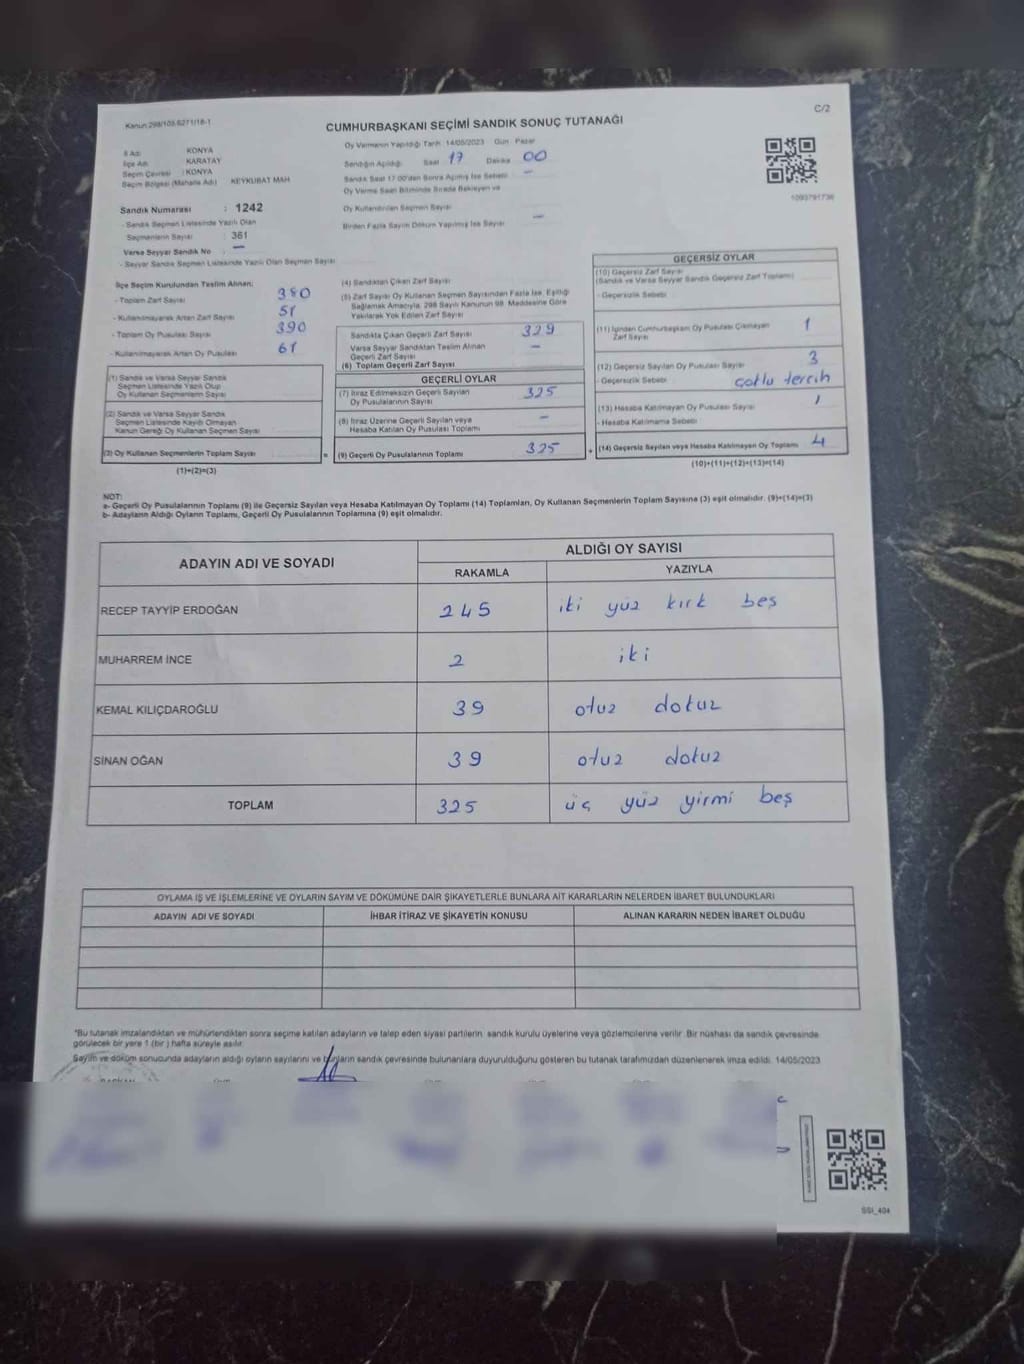 Kanun:298/105-6271/18-1
C/2
CUMHURBAŞKANI SEÇİMİ SANDIK SONUÇ TUTANAĞI
İl Adı KONYA
İlçe Adı KARATAY
Seçim Çevresi : KONYA
Seçim Bölgesi (Mahalle Adı) KEYKUBAT MAH
Sandık Numarası : 1242
- Sandık Seçmen Listesinde Yazılı Olan
Seçmenlerin Sayısı : 361
Varsa Seyyar Sandık No —
- Seyyar Sandık Seçmen Listesinde Yazılı Olan Seçmen Sayısı
Oy Vermenin Yapıldığı Tarih :14/05/2023 Gün : Pazar
Sandığın Açıldığı Saat 17 Dakika 00
Sandık Saat 17.00'den Sonra Açılmış İse Sebebi —
Oy Verme Saati Bitiminde Sırada Bekleyen ve
Oy Kullandırılan Seçmen Sayısı
Birden Fazla Sayım Döküm Yapılmış İse Sayısı —
1093791736
İlçe Seçim Kurulundan Teslim Alınan;
- Toplam Zarf Sayısı 380
- Kullanılmayarak Artan Zarf Sayısı 51
- Toplam Oy Pusulası Sayısı 390
- Kullanılmayarak Artan Oy Pusulası 61
(1) Sandık ve Varsa Seyyar Sandık
Seçmen Listesinde Yazılı Olup
Oy Kullanan Seçmenlerin Sayısı
(2) Sandık ve Varsa Seyyar Sandık
Seçmen Listesinde Kayıtlı Olmayan
Kanun Gereği Oy Kullanan Seçmen Sayısı
(3) Oy Kullanan Seçmenlerin Toplam Sayısı
(1)+(2)=(3)
(4) Sandıktan Çıkan Zarf Sayısı
(5) Zarf Sayısı Oy Kullanan Seçmen Sayısından Fazla İse, Eşitliği
Sağlamak Amacıyla, 298 Sayılı Kanunun 98. Maddesine Göre
Yakılarak Yok Edilen Zarf Sayısı
Sandıkta Çıkan Geçerli Zarf Sayısı 329
Varsa Seyyar Sandıktan Teslim Alınan
Geçerli Zarf Sayısı —
(6) Toplam Geçerli Zarf Sayısı
GEÇERLİ OYLAR
(7) İtiraz Edilmeksizin Geçerli Sayılan
Oy Pusulalarının Sayısı 325
(8) İtiraz Üzerine Geçerli Sayılan veya
Hesaba Katılan Oy Pusulası Toplamı —
= (9) Geçerli Oy Pusulalarının Toplamı 325 +
GEÇERSİZ OYLAR
(10) Geçersiz Zarf Sayısı
(Sandık ve Varsa Seyyar Sandık Geçersiz Zarf Toplamı)
- Geçersizlik Sebebi
(11) İçinden Cumhurbaşkanı Oy Pusulası Çıkmayan
Zarf Sayısı 1
(12) Geçersiz Sayılan Oy Pusulası Sayısı 3
- Geçersizlik Sebebi çoklu tercih
(13) Hesaba Katılmayan Oy Pusulası Sayısı
- Hesaba Katılmama Sebebi
(14) Geçersiz Sayılan veya Hesaba Katılmayan Oy Toplamı 4
(10)+(11)+(12)+(13)=(14)
NOT:
a- Geçerli Oy Pusulalarının Toplamı (9) ile Geçersiz Sayılan veya Hesaba Katılmayan Oy Toplamı (14) Toplamları, Oy Kullanan Seçmenlerin Toplam Sayısına (3) eşit olmalıdır. (9)+(14)=(3)
b- Adayların Aldığı Oyların Toplamı, Geçerli Oy Pusulalarının Toplamına (9) eşit olmalıdır.
ADAYIN ADI VE SOYADI
ALDIĞI OY SAYISI
RAKAMLA YAZIYLA
RECEP TAYYİP ERDOĞAN 245 iki yüz kırk beş
MUHARREM İNCE 2 iki
KEMAL KILIÇDAROĞLU 39 otuz dokuz
SİNAN OĞAN 39 otuz dokuz
TOPLAM 325 üç yüz yirmi beş
OYLAMA İŞ VE İŞLEMLERİNE VE OYLARIN SAYIM VE DÖKÜMÜNE DAİR ŞİKAYETLERLE BUNLARA AİT KARARLARIN NELERDEN İBARET BULUNDUKLARI
ADAYIN ADI VE SOYADI İHBAR İTİRAZ VE ŞİKAYETİN KONUSU ALINAN KARARIN NEDEN İBARET OLDUĞU
*Bu tutanak imzalandıktan ve mühürlendikten sonra seçime katılan adayların ve talep eden siyasi partilerin sandık kurulu üyelerine veya gözlemcilerine verilir. Bir nüshası da sandık çevresinde
görülecek bir yere 1 (bir) hafta süreyle asılır.
Sayım ve döküm sonucunda adayların aldığı oyların sayılarını ve bunların sandık çevresinde bulunanlara duyurulduğunu gösteren bu tutanak tarafımızdan düzenlenerek imza edildi. 14/05/2023
SSI_404